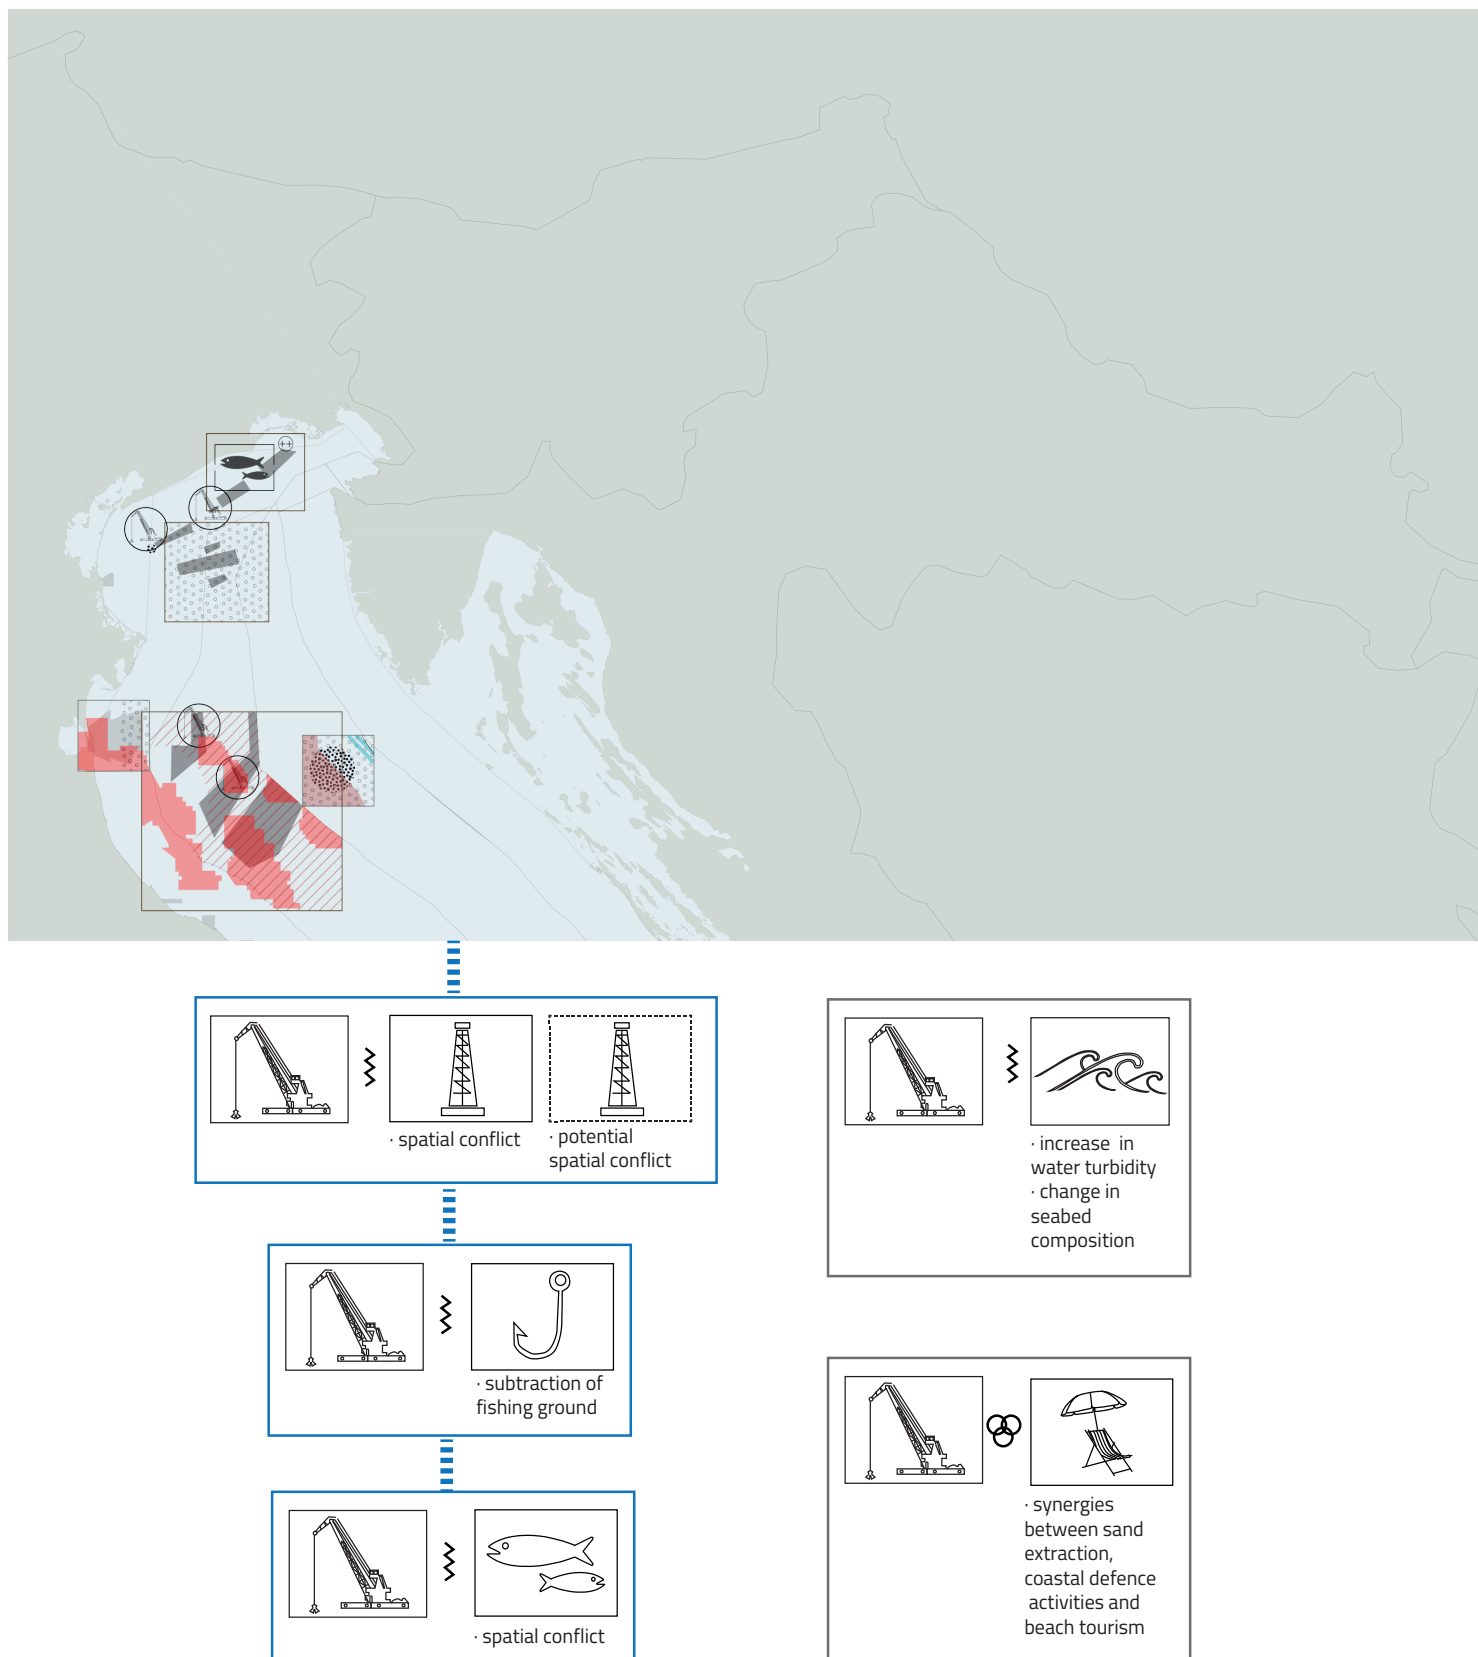 · spatial conflict
· potential
spatial conflict
· subtraction of
fishing ground
· spatial conflict
· increase in
water turbidity
· change in
seabed
composition
· synergies
between sand
extraction,
coastal defence
activities and
beach tourism